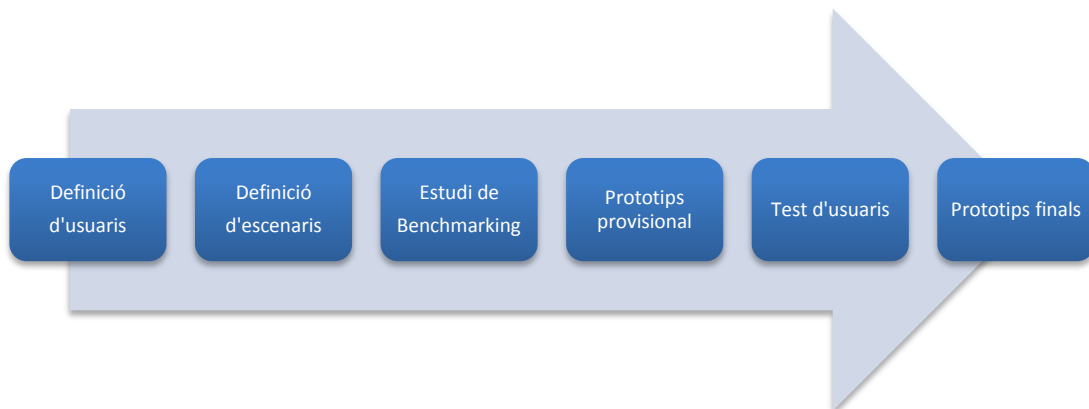 Definició
d'usuaris
Definició
d'escenaris
Estudi de
Benchmarking
Prototips
provisional
Test d'usuaris
Prototips finals